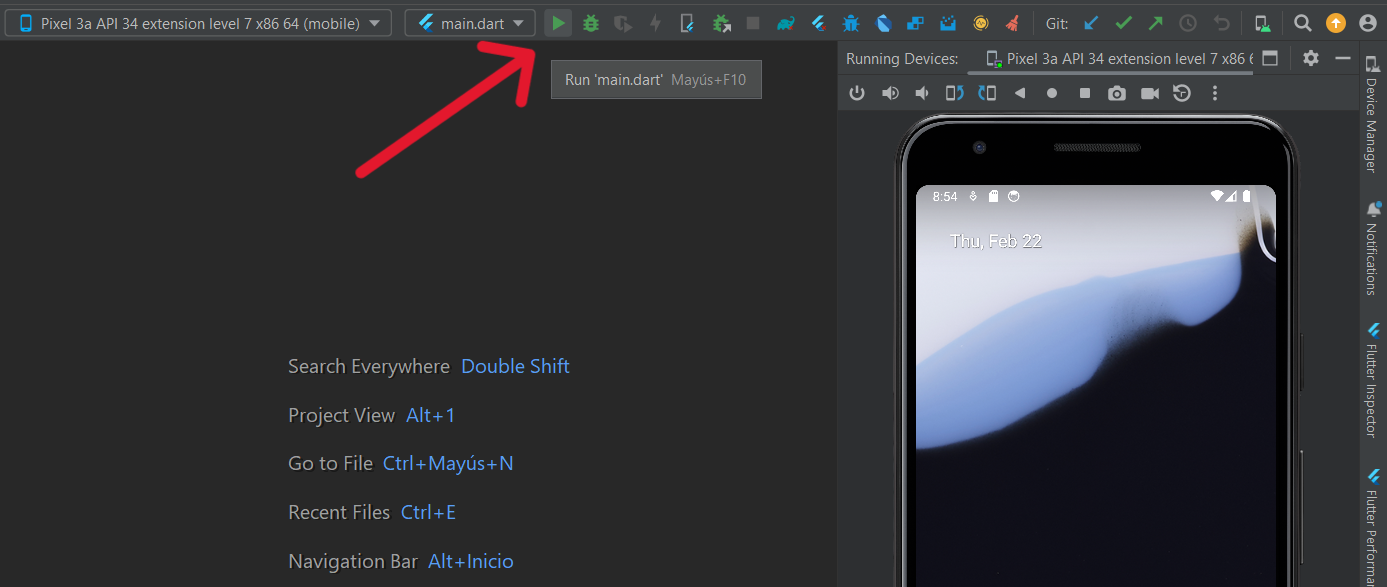 Pixel 3a API 34 extension level 7 x86 64 (mobile)
main.dart
Git:
Run 'main.dart' Mayús+F10
Running Devices:
Pixel 3a API 34 extension level 7 x86 6
8:54
Thu, Feb 22
Search Everywhere Double Shift
Project View Alt+1
Go to File Ctrl+Mayús+N
Recent Files Ctrl+E
Navigation Bar Alt+Inicio
Device Manager
Notifications
Flutter Inspector
Flutter Performa